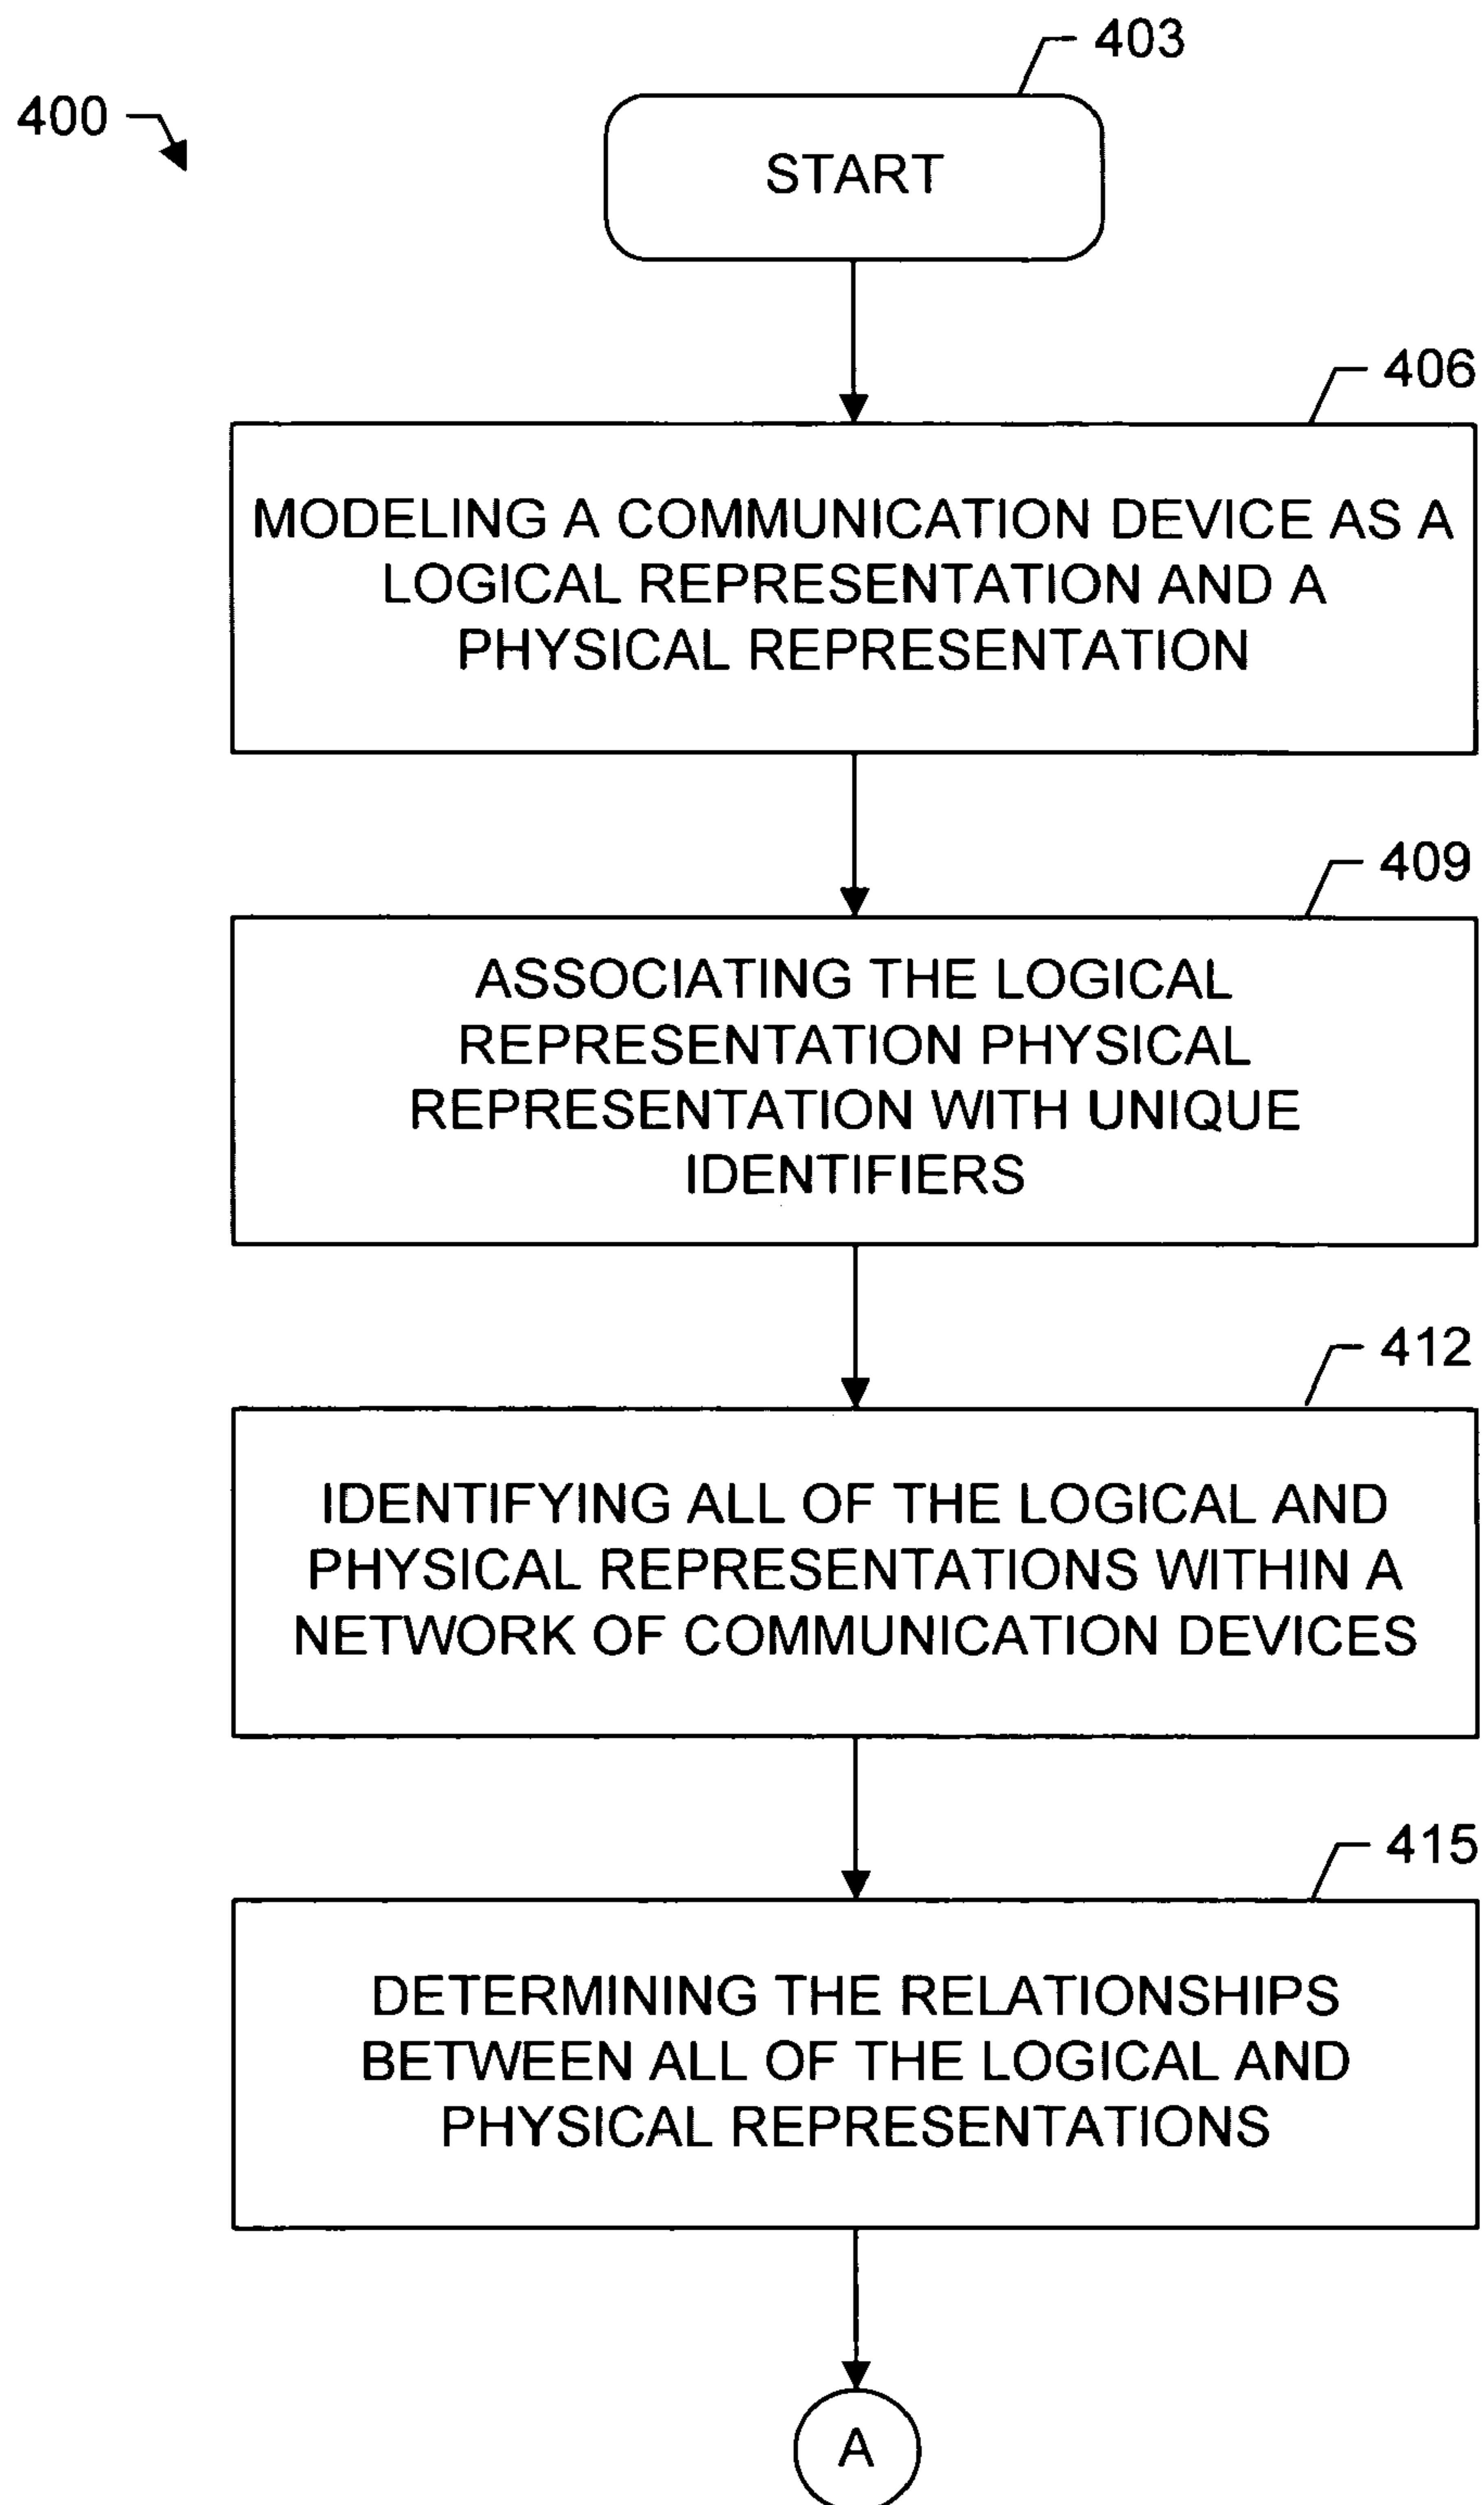 403
400
START
406
MODELING A COMMUNICATION DEVICE AS A
LOGICAL REPRESENTATION AND A
PHYSICAL REPRESENTATION
409
ASSOCIATING THE LOGICAL
REPRESENTATION PHYSICAL
REPRESENTATION WITH UNIQUE
IDENTIFIERS
412
IDENTIFYING ALL OF THE LOGICAL AND
PHYSICAL REPRESENTATIONS WITHIN A
NETWORK OF COMMUNICATION DEVICES
415
DETERMINING THE RELATIONSHIPS
BETWEEN ALL OF THE LOGICAL AND
PHYSICAL REPRESENTATIONS
A